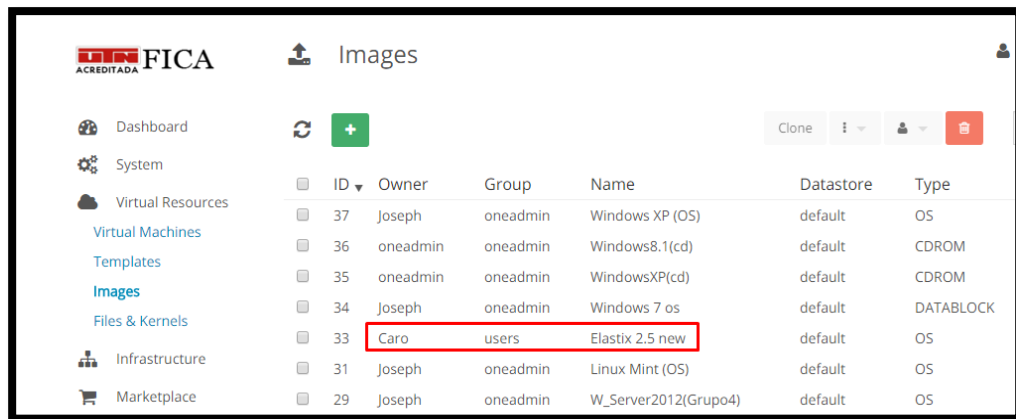 UTN FICA
ACREDITADA
Images
Dashboard
System
Virtual Resources
Virtual Machines
Templates
Images
Files & Kernels
Infrastructure
Marketplace
Clone
ID Owner Group Name Datastore Type
37 Joseph oneadmin Windows XP (OS) default OS
36 oneadmin oneadmin Windows8.1(cd) default CDROM
35 oneadmin oneadmin WindowsXP(cd) default CDROM
34 Joseph oneadmin Windows 7 os default DATABLOCK
33 Caro users Elastix 2.5 new default OS
31 Joseph oneadmin Linux Mint (OS) default OS
29 Joseph oneadmin W_Server2012(Grupo4) default OS